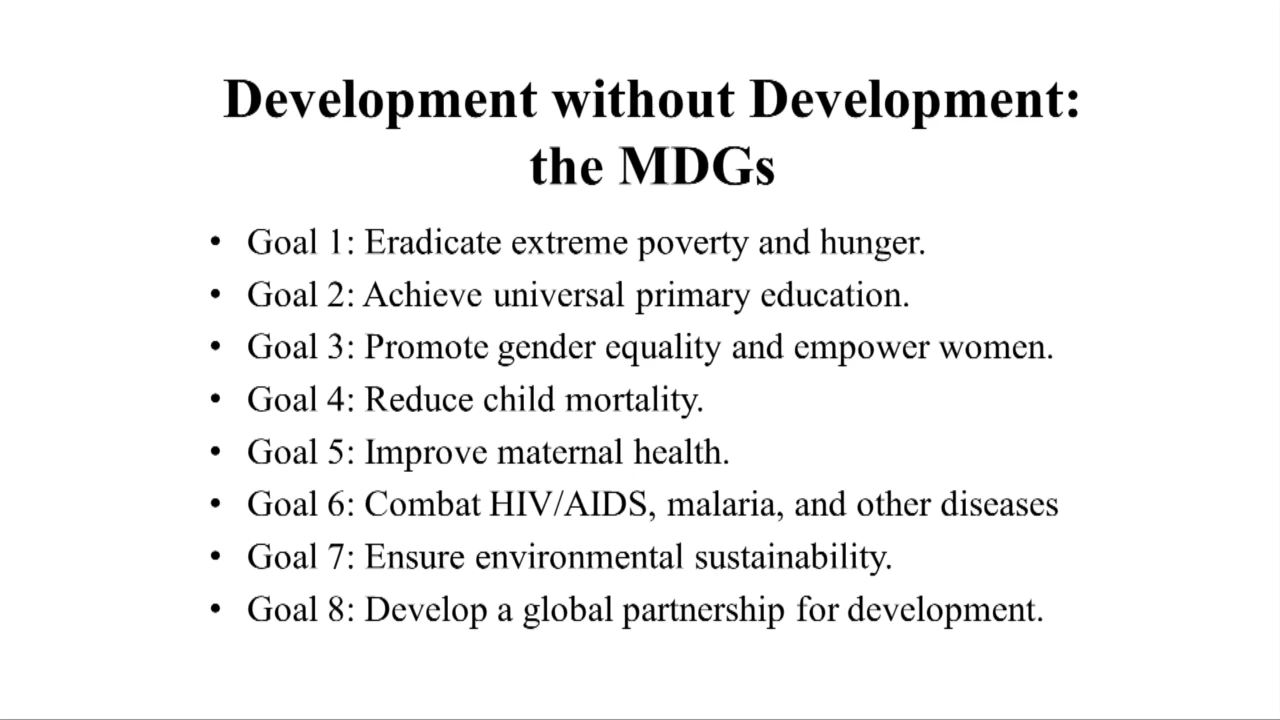 Development without Development:
the MDGs
• Goal 1: Eradicate extreme poverty and hunger.
• Goal 2: Achieve universal primary education.
• Goal 3: Promote gender equality and empower women.
• Goal 4: Reduce child mortality.
• Goal 5: Improve maternal health.
• Goal 6: Combat HIV/AIDS, malaria, and other diseases
• Goal 7: Ensure environmental sustainability.
• Goal 8: Develop a global partnership for development.